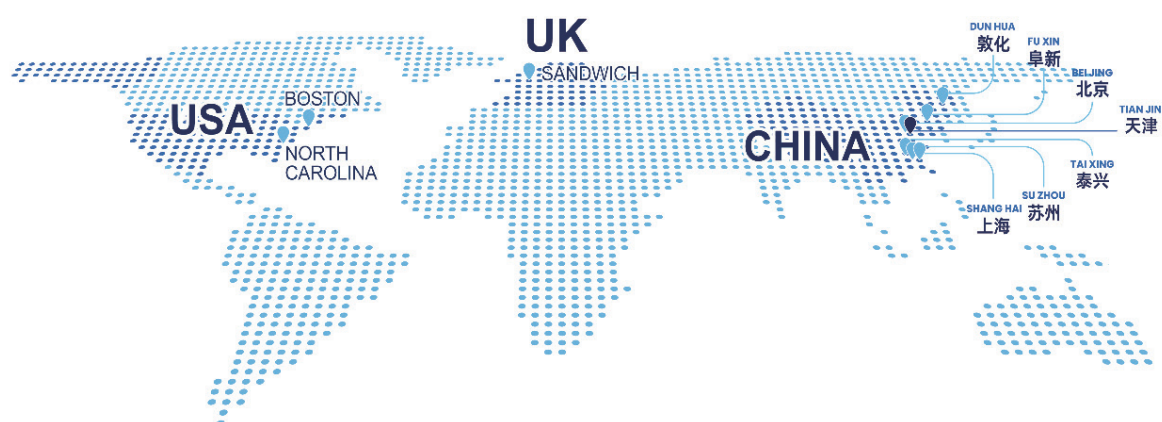 UK
SANDWICH
USA
BOSTON
NORTH
CAROLINA
CHINA
DUN HUA
敦化
FU XIN
阜新
BEIJING
北京
TIAN JIN
天津
TAI XING
泰兴
SU ZHOU
苏州
SHANG HAI
上海